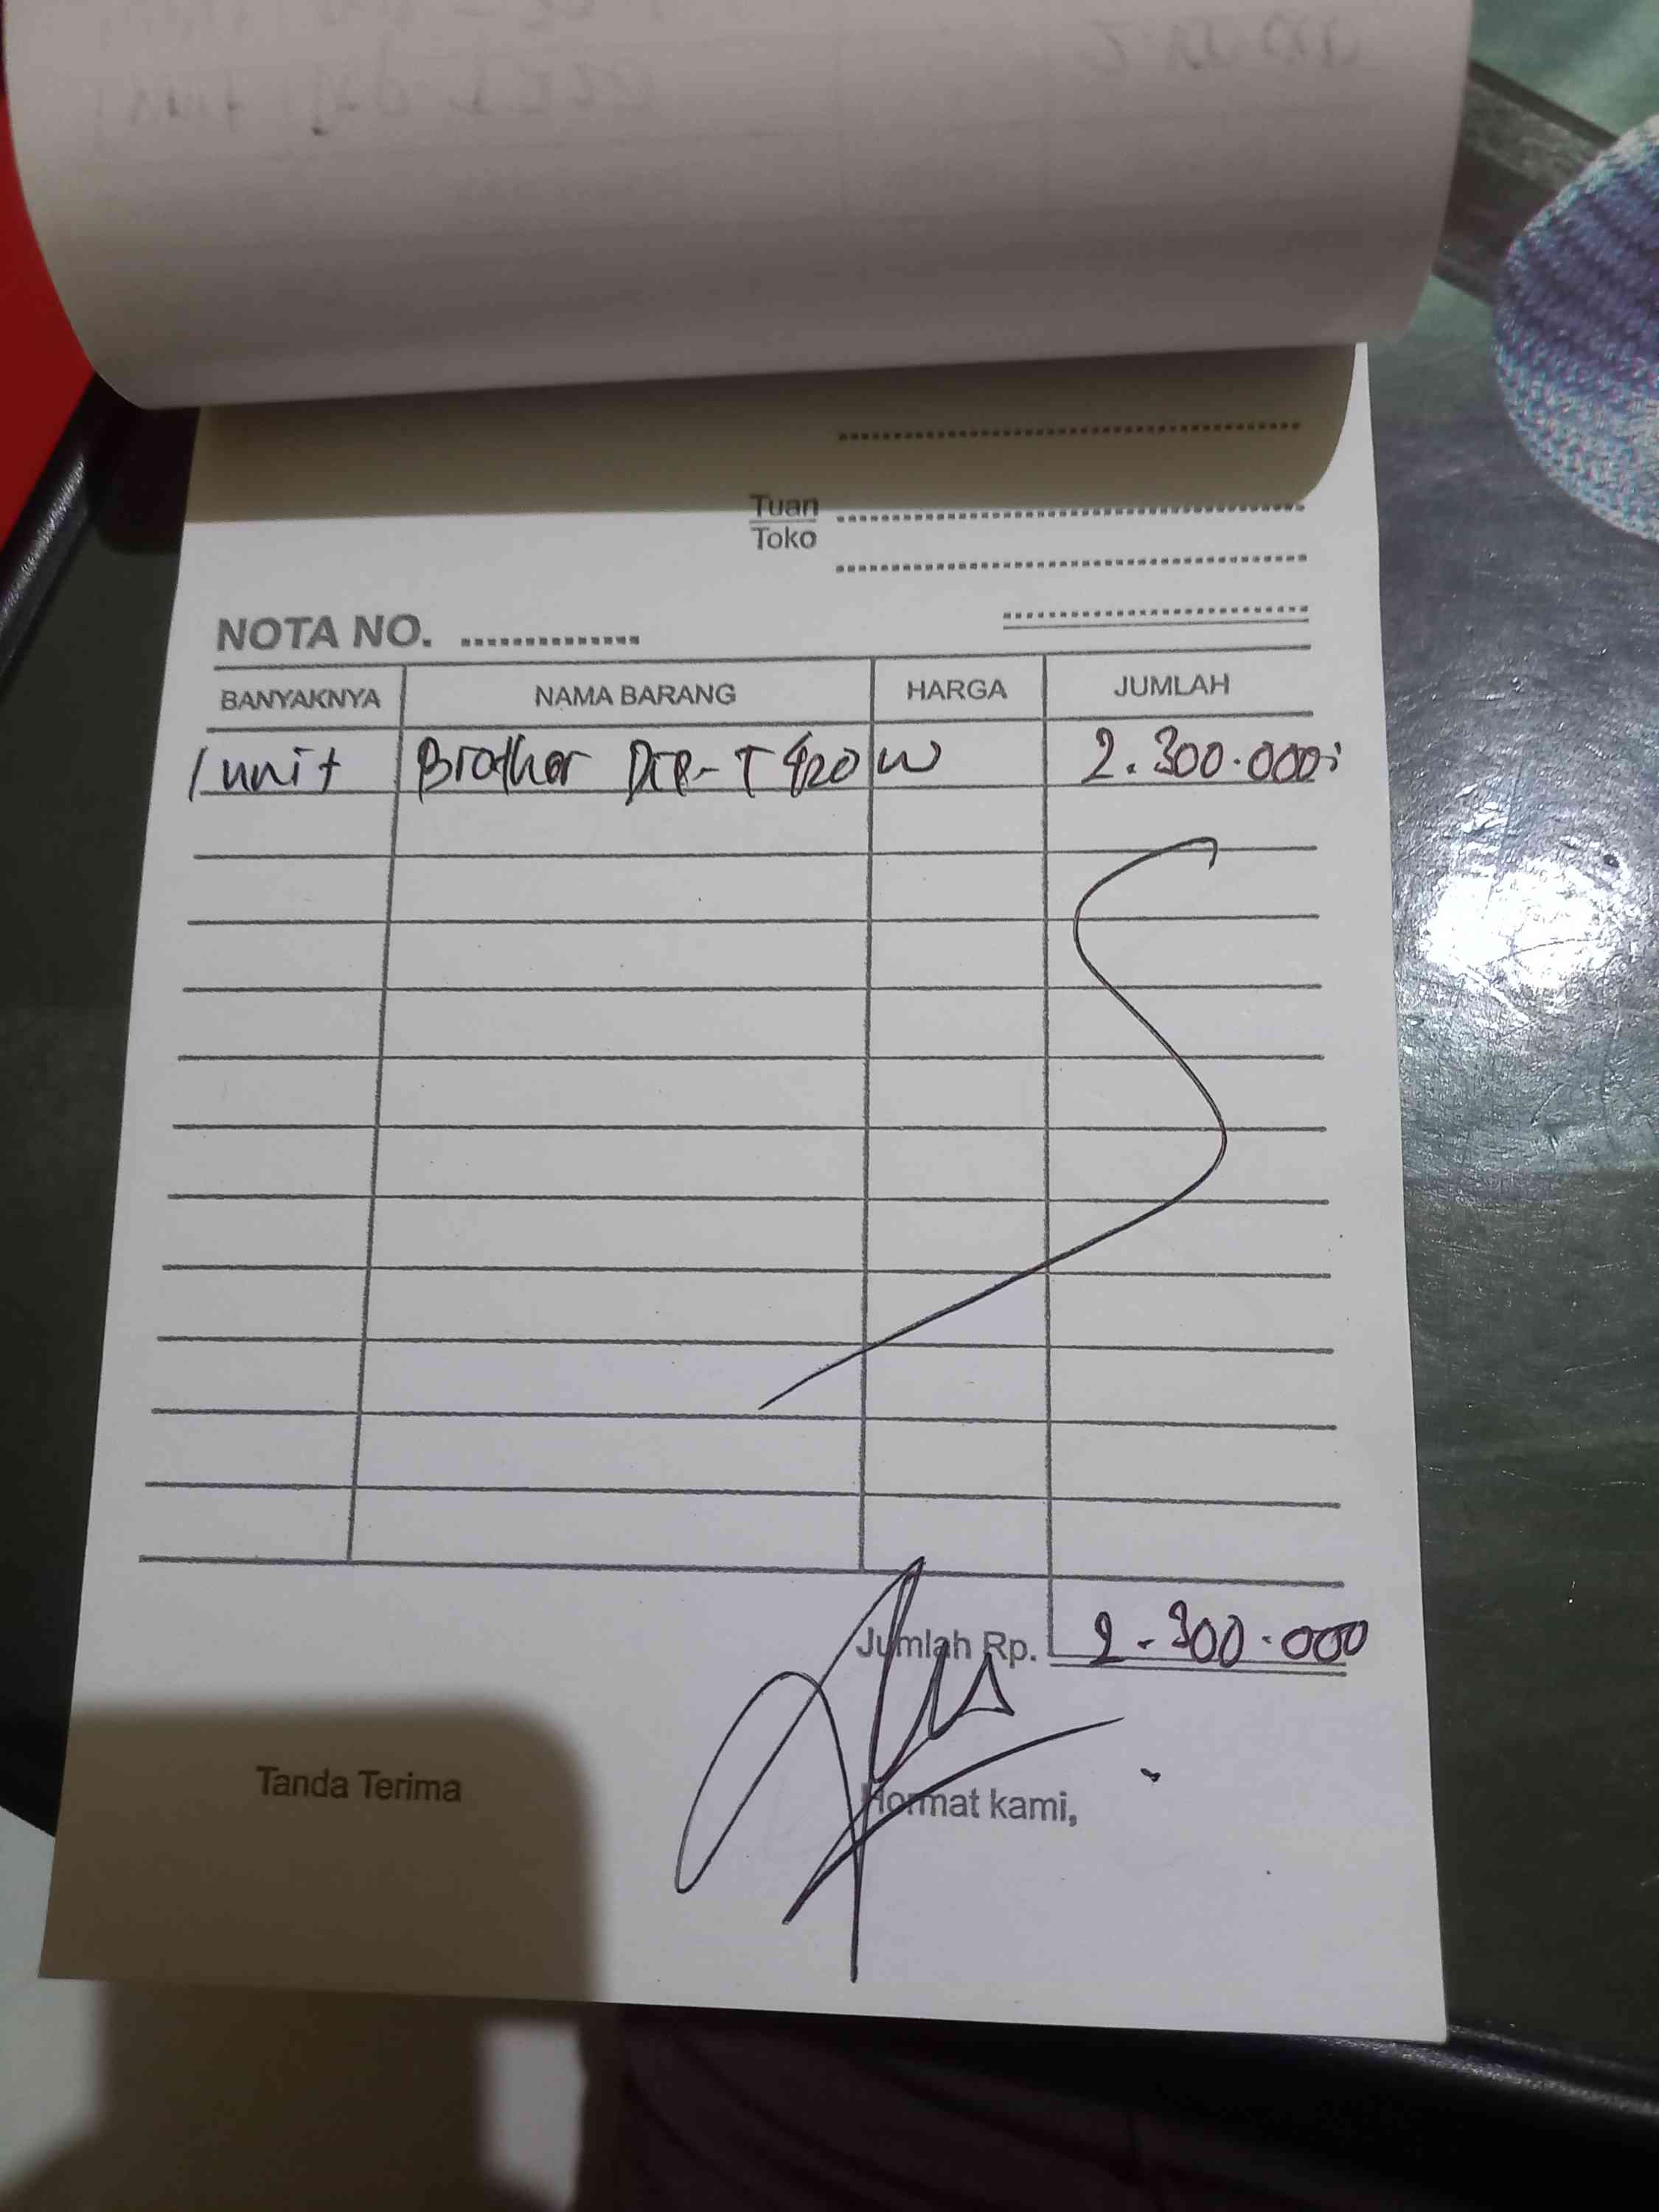 Tuan
Toko
NOTA NO.
BANYAKNYA NAMA BARANG HARGA JUMLAH
1 unit Brother DCP-T420 W 2.300.000
Jumlah Rp. 2.300.000
Tanda Terima Hormat kami,